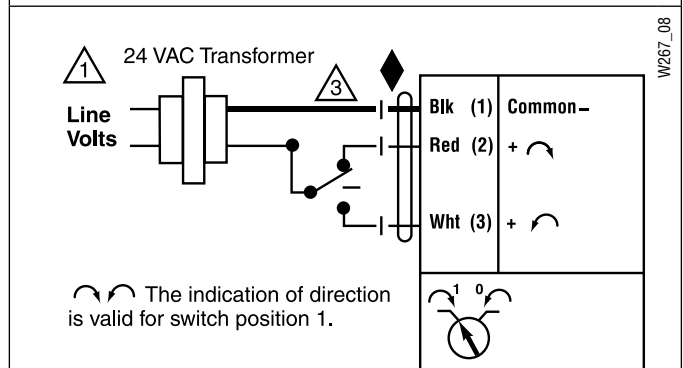 W267_08
1 24 VAC Transformer
3
Line
Volts
Blk (1) Common –
Red (2) +
Wht (3) +
The indication of direction
is valid for switch position 1.
1 0